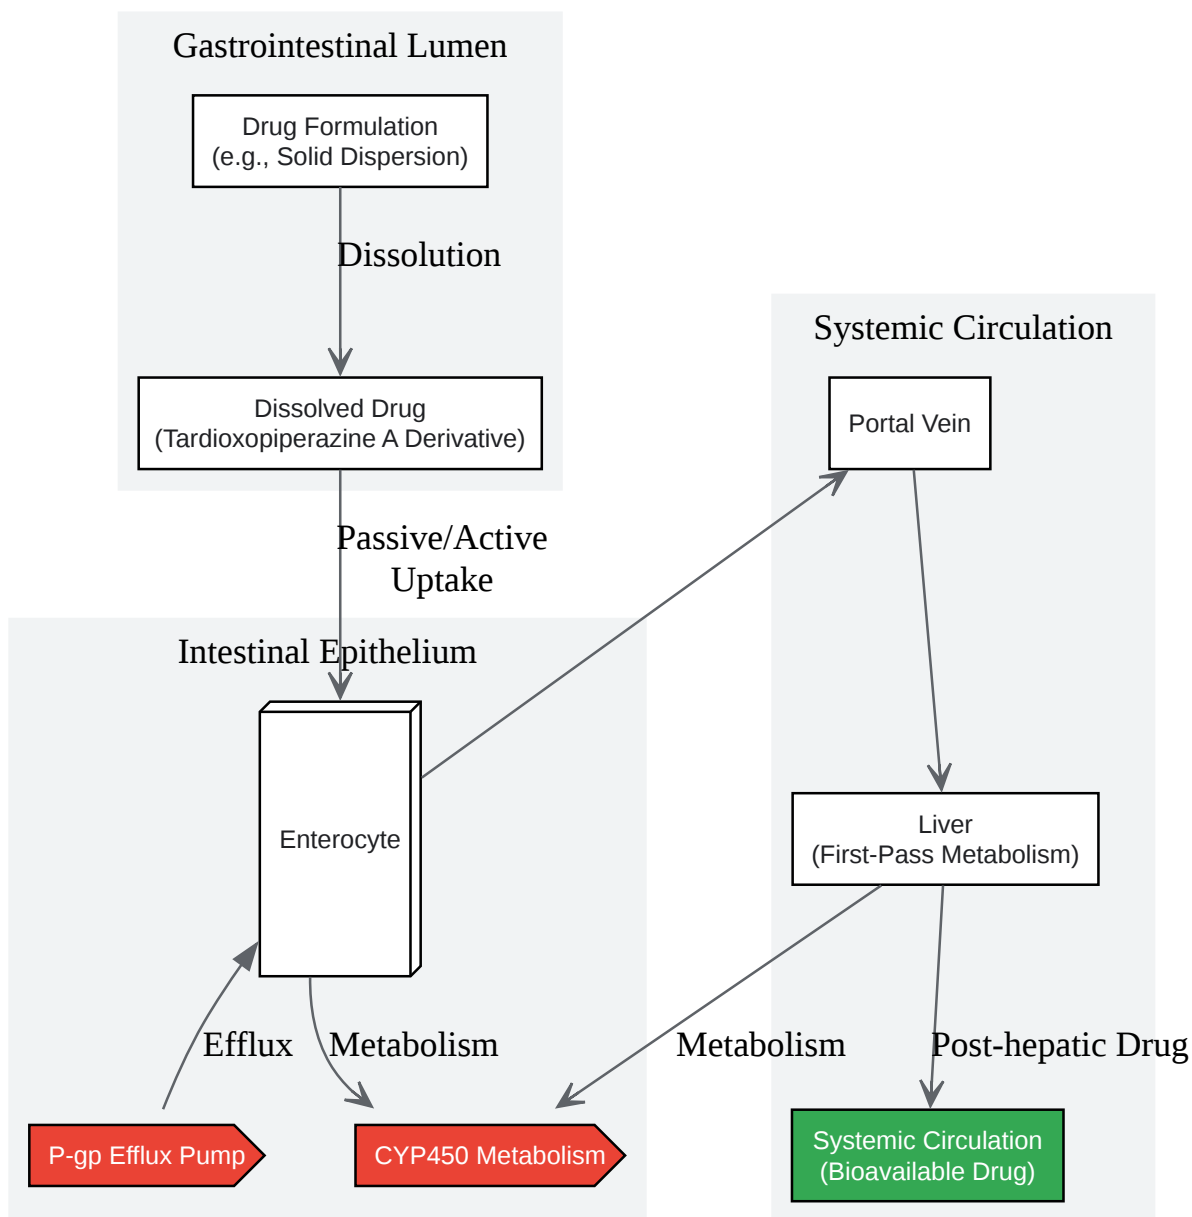 Gastrointestinal Lumen
Drug Formulation
(e.g., Solid Dispersion)
Dissolution
Dissolved Drug
(Tardioxopiperazine A Derivative)
Passive/Active
Uptake
Intestinal Epithelium
Enterocyte
Efflux
Metabolism
P-gp Efflux Pump
CYP450 Metabolism
Systemic Circulation
Portal Vein
Liver
(First-Pass Metabolism)
Metabolism
Post-hepatic Drug
Systemic Circulation
(Bioavailable Drug)